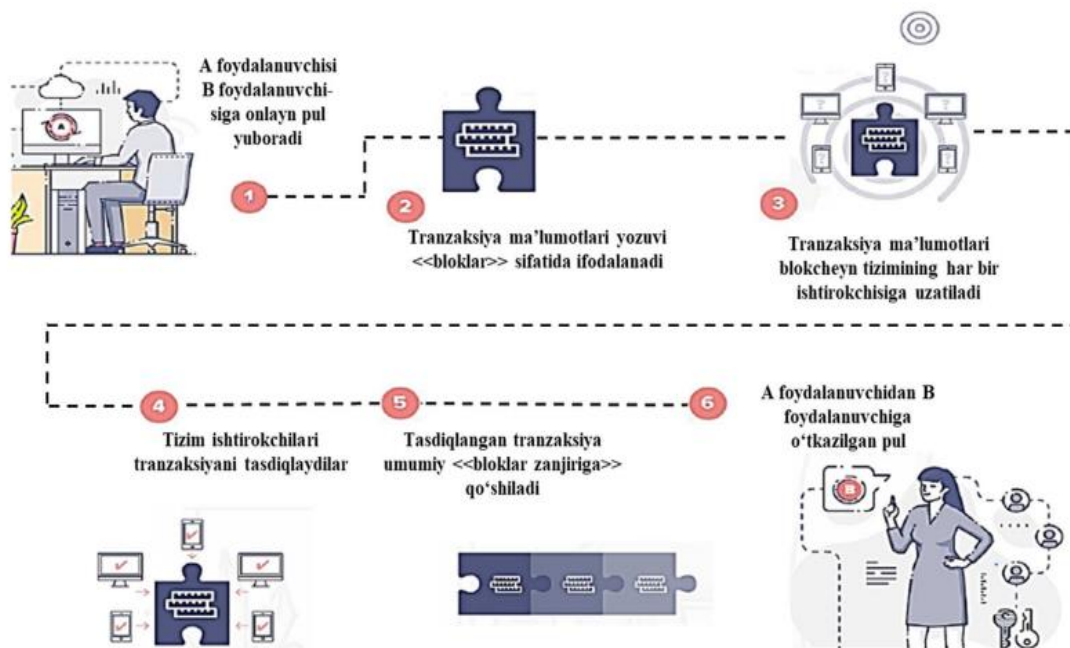 A foydalanuvchisi
B foydalanuvchi-
siga onlayn pul
yuboradi
A
1
2
Tranzaksiya ma’lumotlari yozuvi
<<bloklar>> sifatida ifodalanadi
? ? ? ? ?
3
Tranzaksiya ma’lumotlari
blokcheyn tizimining har bir
ishtirokchisiga uzatiladi
4
Tizim ishtirokchilari
tranzaksiyani tasdiqlaydilar
5
Tasdiqlangan tranzaksiya
umumiy <<bloklar zanjiriga>>
qo‘shiladi
6
A foydalanuvchidan B
foydalanuvchiga
o‘tkazilgan pul
B